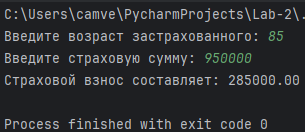 C:\Users\camve\PycharmProjects\Lab-2\.
Введите возраст застрахованного: 85
Введите страховую сумму: 950000
Страховой взнос составляет: 285000.00
Process finished with exit code 0